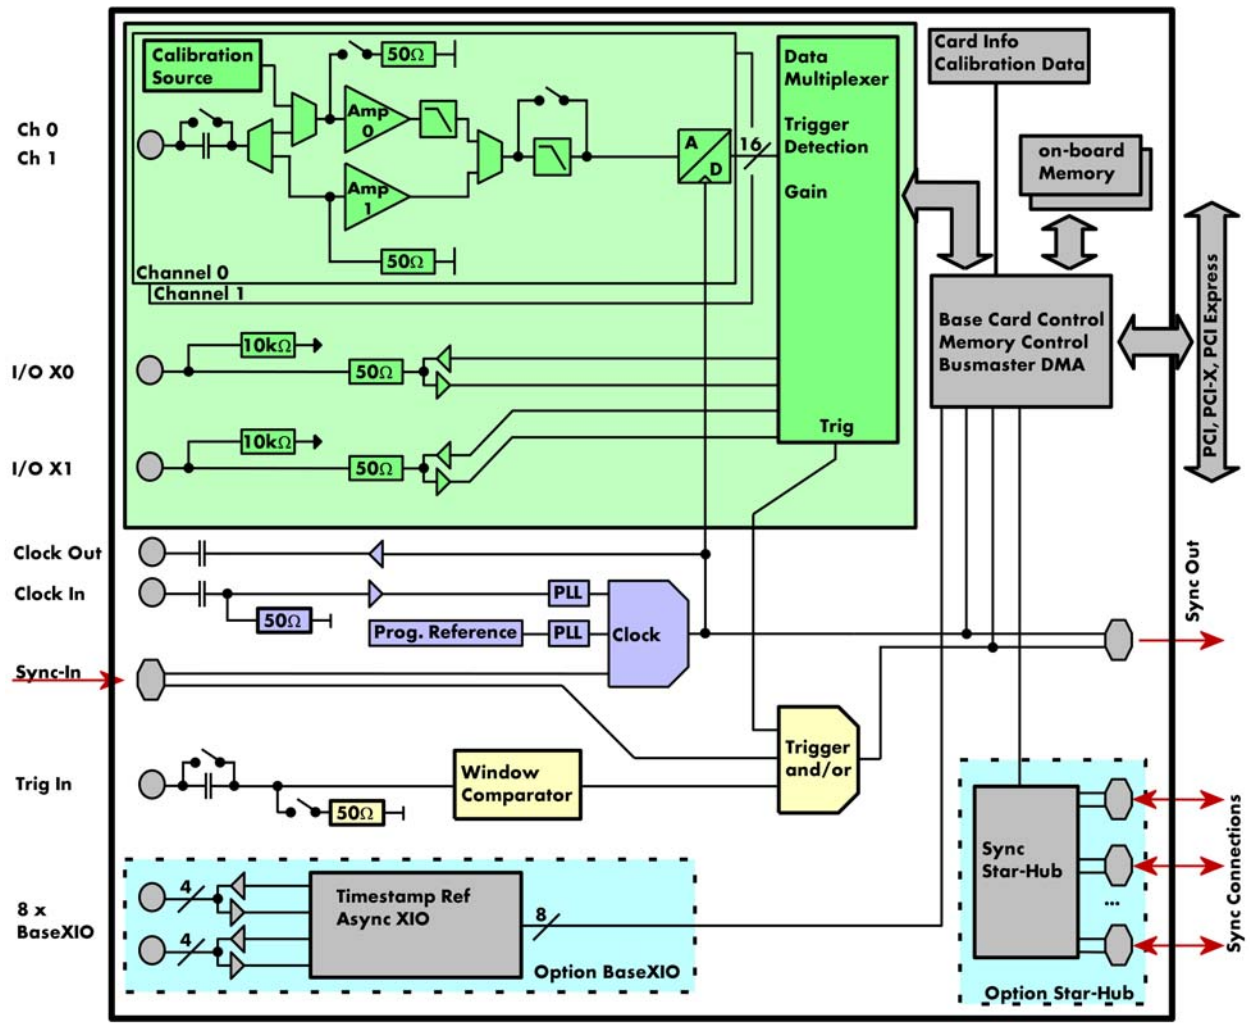 Calibration
Source
50Ω
Amp
0
Amp
1
50Ω
A
D
16
Channel 0
Channel 1
Data
Multiplexer
Trigger
Detection
Gain
Trig
Card Info
Calibration Data
on-board
Memory
Base Card Control
Memory Control
Busmaster DMA
PCI, PCI-X, PCI Express
Ch 0
Ch 1
I/O X0
10kΩ
50Ω
I/O X1
10kΩ
50Ω
Clock Out
Clock In
50Ω
PLL
Prog. Reference
PLL
Clock
Sync Out
Sync-In
Trig In
50Ω
Window
Comparator
Trigger
and/or
8 x
BaseXIO
4
4
Timestamp Ref
Async XIO
8
Option BaseXIO
Sync
Star-Hub
...
Option Star-Hub
Sync Connections